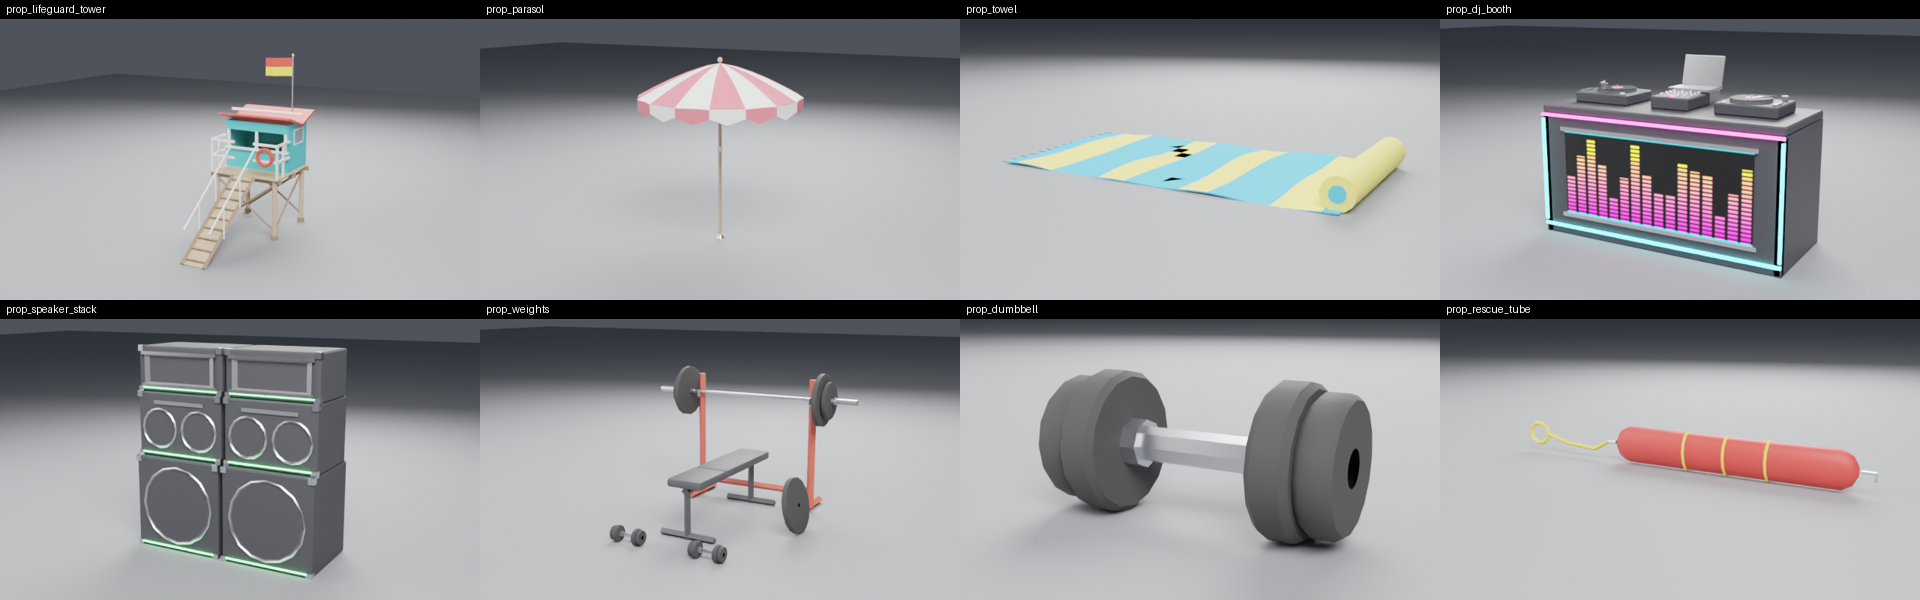 prop_lifeguard_tower
prop_parasol
prop_towel
prop_dj_booth
prop_speaker_stack
prop_weights
prop_dumbbell
prop_rescue_tube